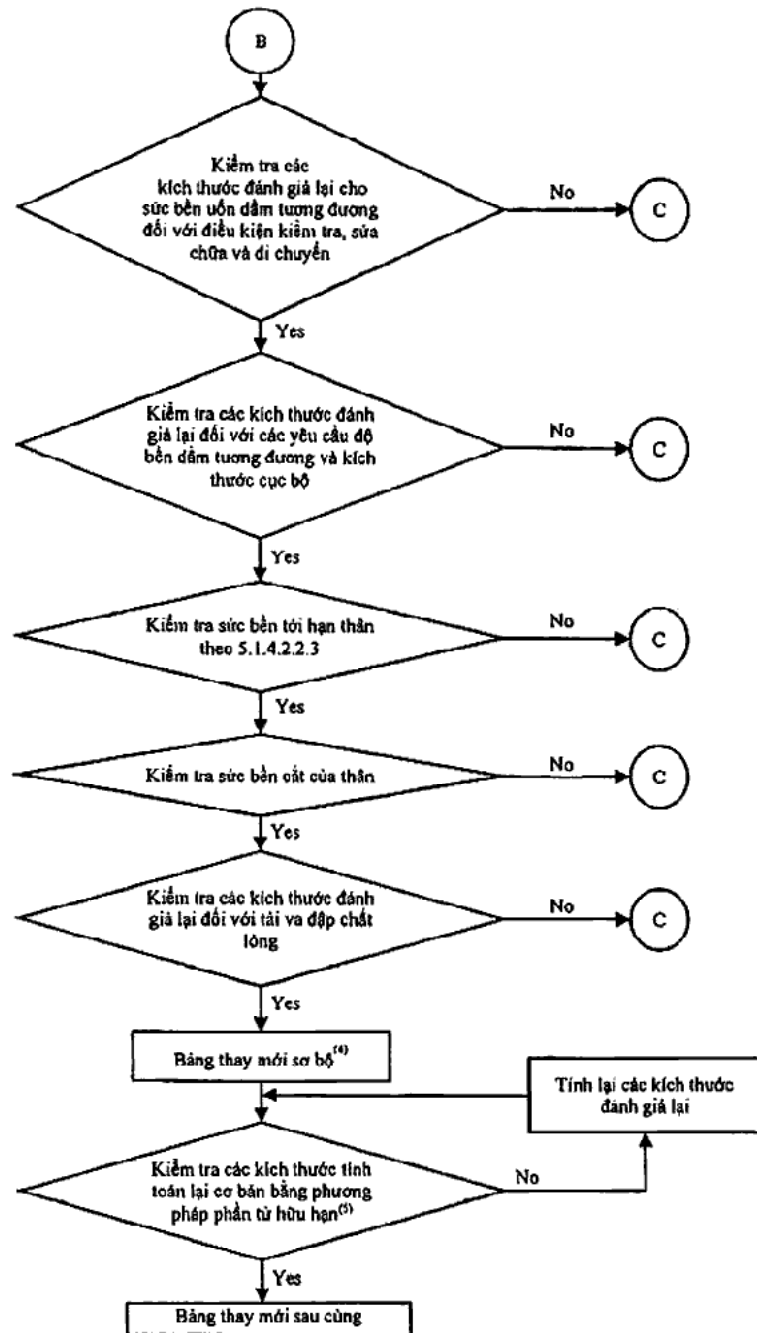 B
Kiểm tra các
kích thước đánh giá lại cho
sức bền uốn dầm tương đương
đối với điều kiện kiểm tra, sửa
chữa và di chuyển
No
C
Yes
Kiểm tra các kích thước đánh
giá lại đối với các yêu cầu độ
bền dầm tương đương và kích
thước cục bộ
No
C
Yes
Kiểm tra sức bền tới hạn thân
theo 5.1.4.2.2.3
No
C
Yes
Kiểm tra sức bền cắt của thân
No
C
Yes
Kiểm tra các kích thước đánh
giá lại đối với tải va đập chất
lỏng
No
C
Yes
Bảng thay mới sơ bộ(4)
Tính lại các kích thước
đánh giá lại
Kiểm tra các kích thước tính
toán lại cơ bản bằng phương
pháp phần tử hữu hạn(5)
No
Yes
Bảng thay mới sau cùng